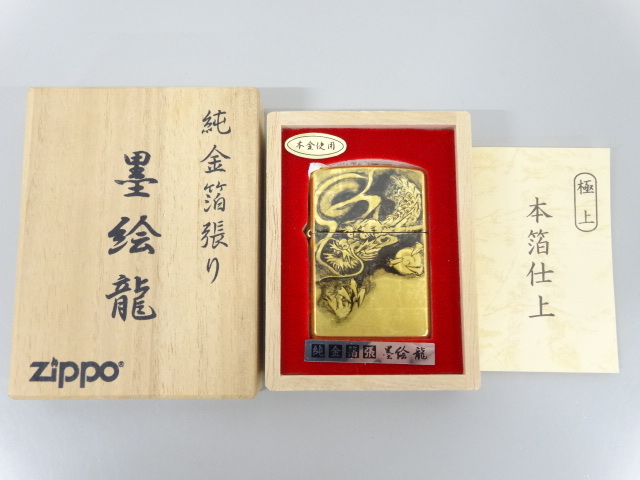 純金箔張り
墨絵龍
zippo®
本金使用
純金箔張 墨绘龍
極上
本箔仕上